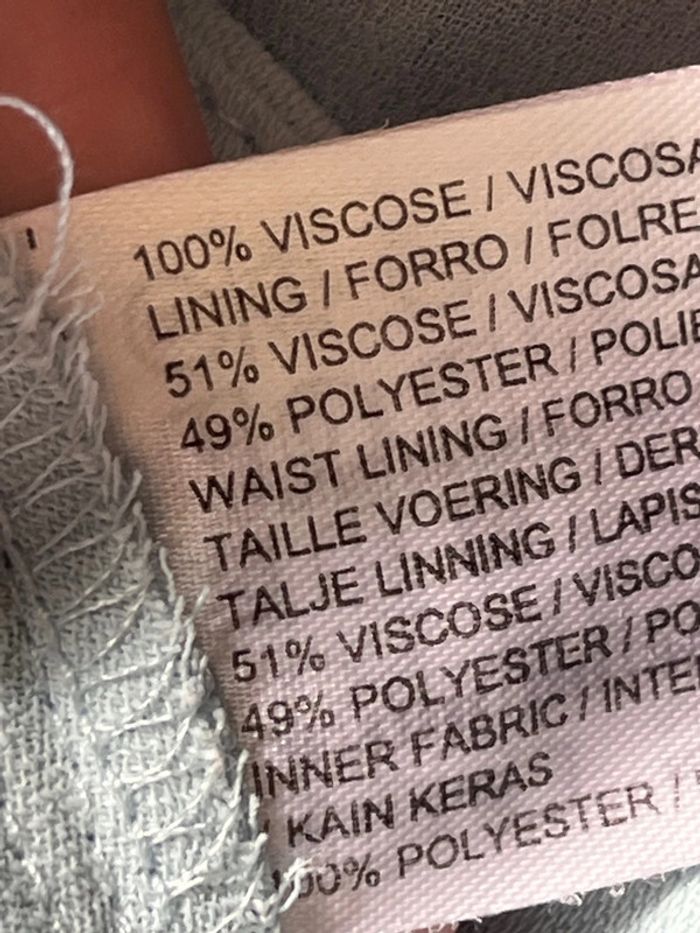 100% VISCOSE / VISCOSA
LINING / FORRO / FOLRE
51% VISCOSE / VISCOSA
49% POLYESTER / POLIE
WAIST LINING / FORRO
TAILLE VOERING / DER
TALJE LINNING / LAPIS
51% VISCOSE / VISCO
49% POLYESTER / PO
INNER FABRIC / INTE
/ KAIN KERAS
100% POLYESTER /